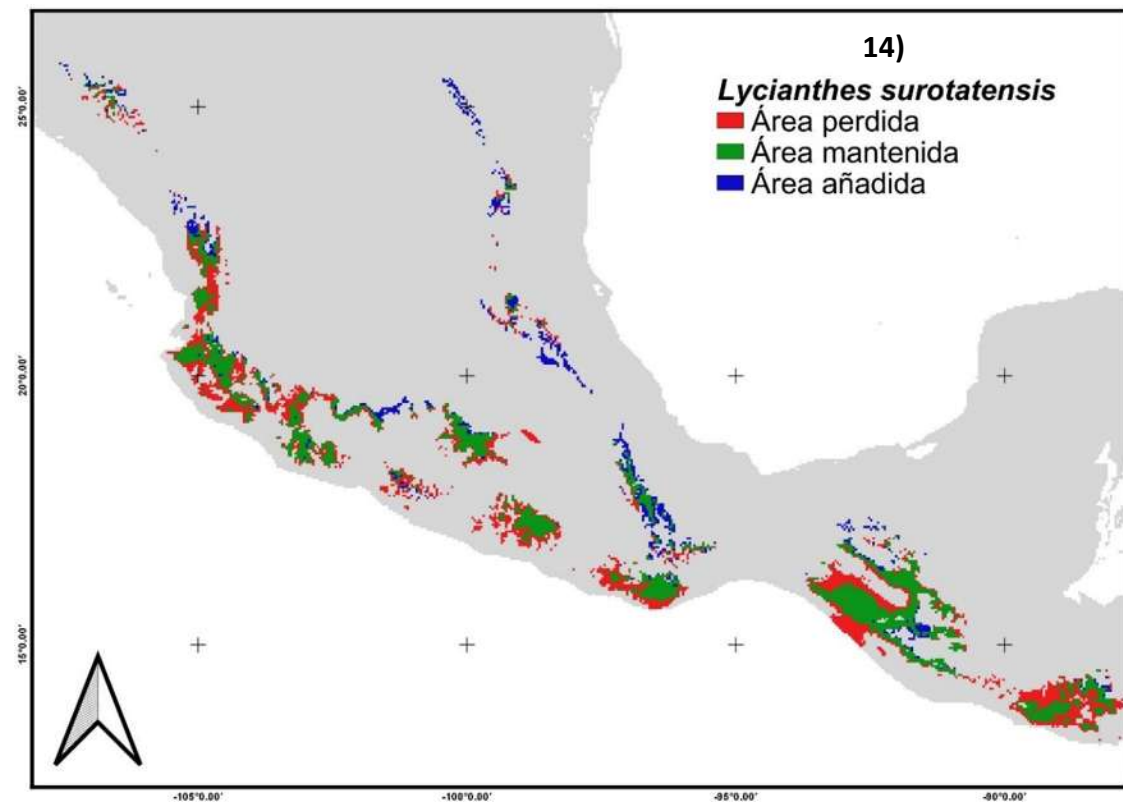 14)
Lycianthes surotatensis
Área perdida
Área mantenida
Área añadida
25°0.00'
20°0.00'
15°0.00'
-105°0.00' -100°0.00' -95°0.00' -90°0.00'